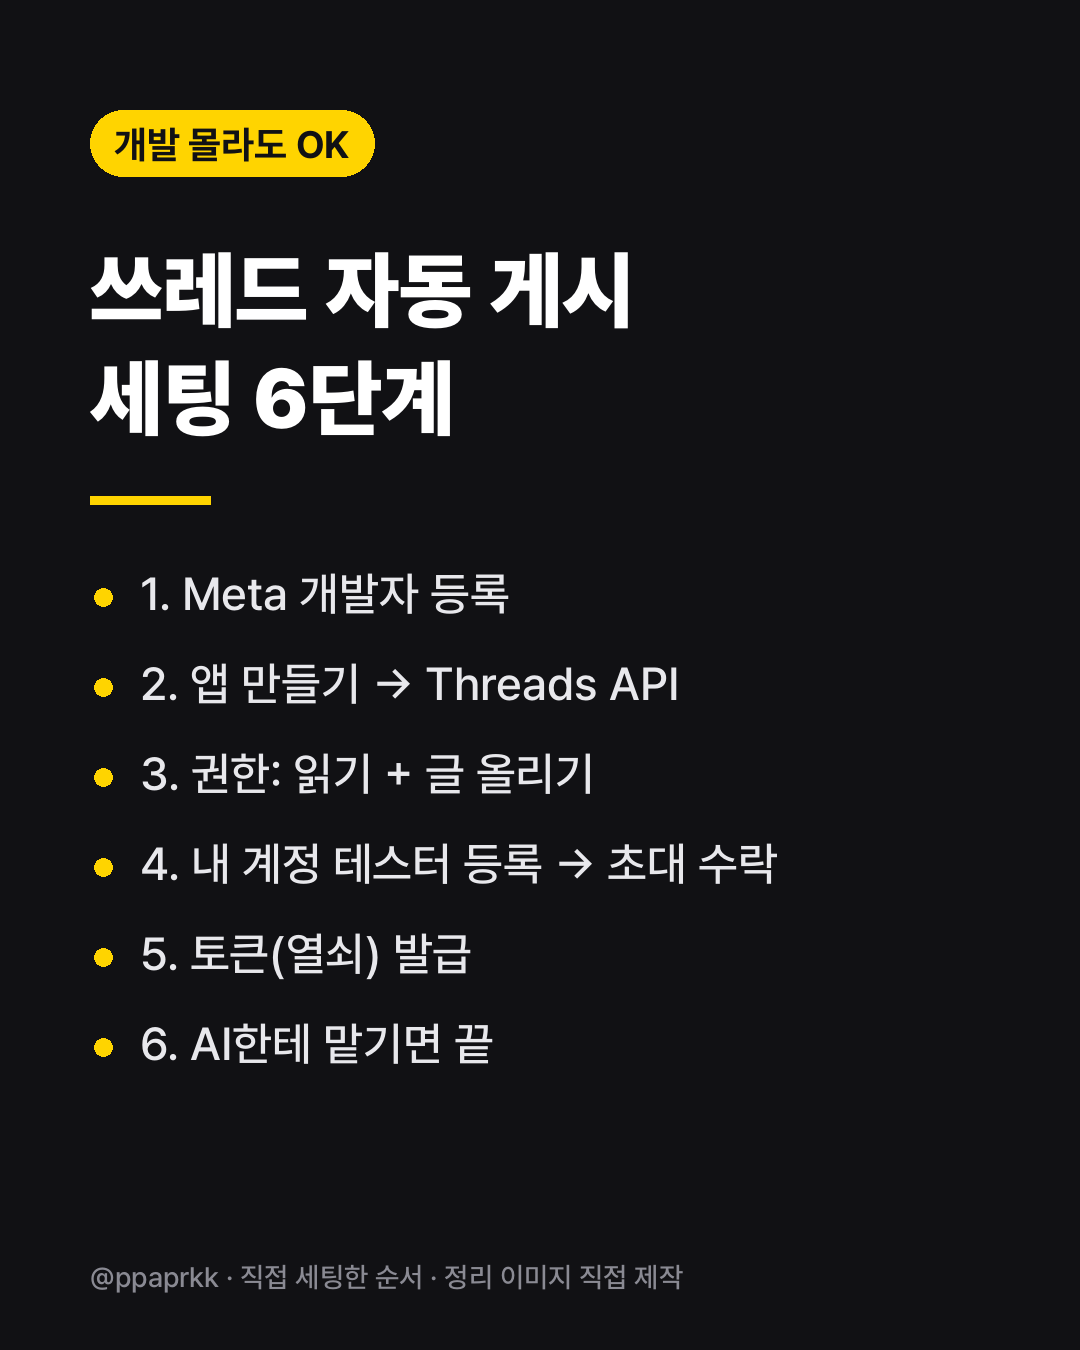 개발 몰라도 OK
쓰레드 자동 게시
세팅 6단계
1. Meta 개발자 등록
2. 앱 만들기 → Threads API
3. 권한: 읽기 + 글 올리기
4. 내 계정 테스터 등록 → 초대 수락
5. 토큰(열쇠) 발급
6. AI한테 맡기면 끝
@ppaprkk · 직접 세팅한 순서 · 정리 이미지 직접 제작